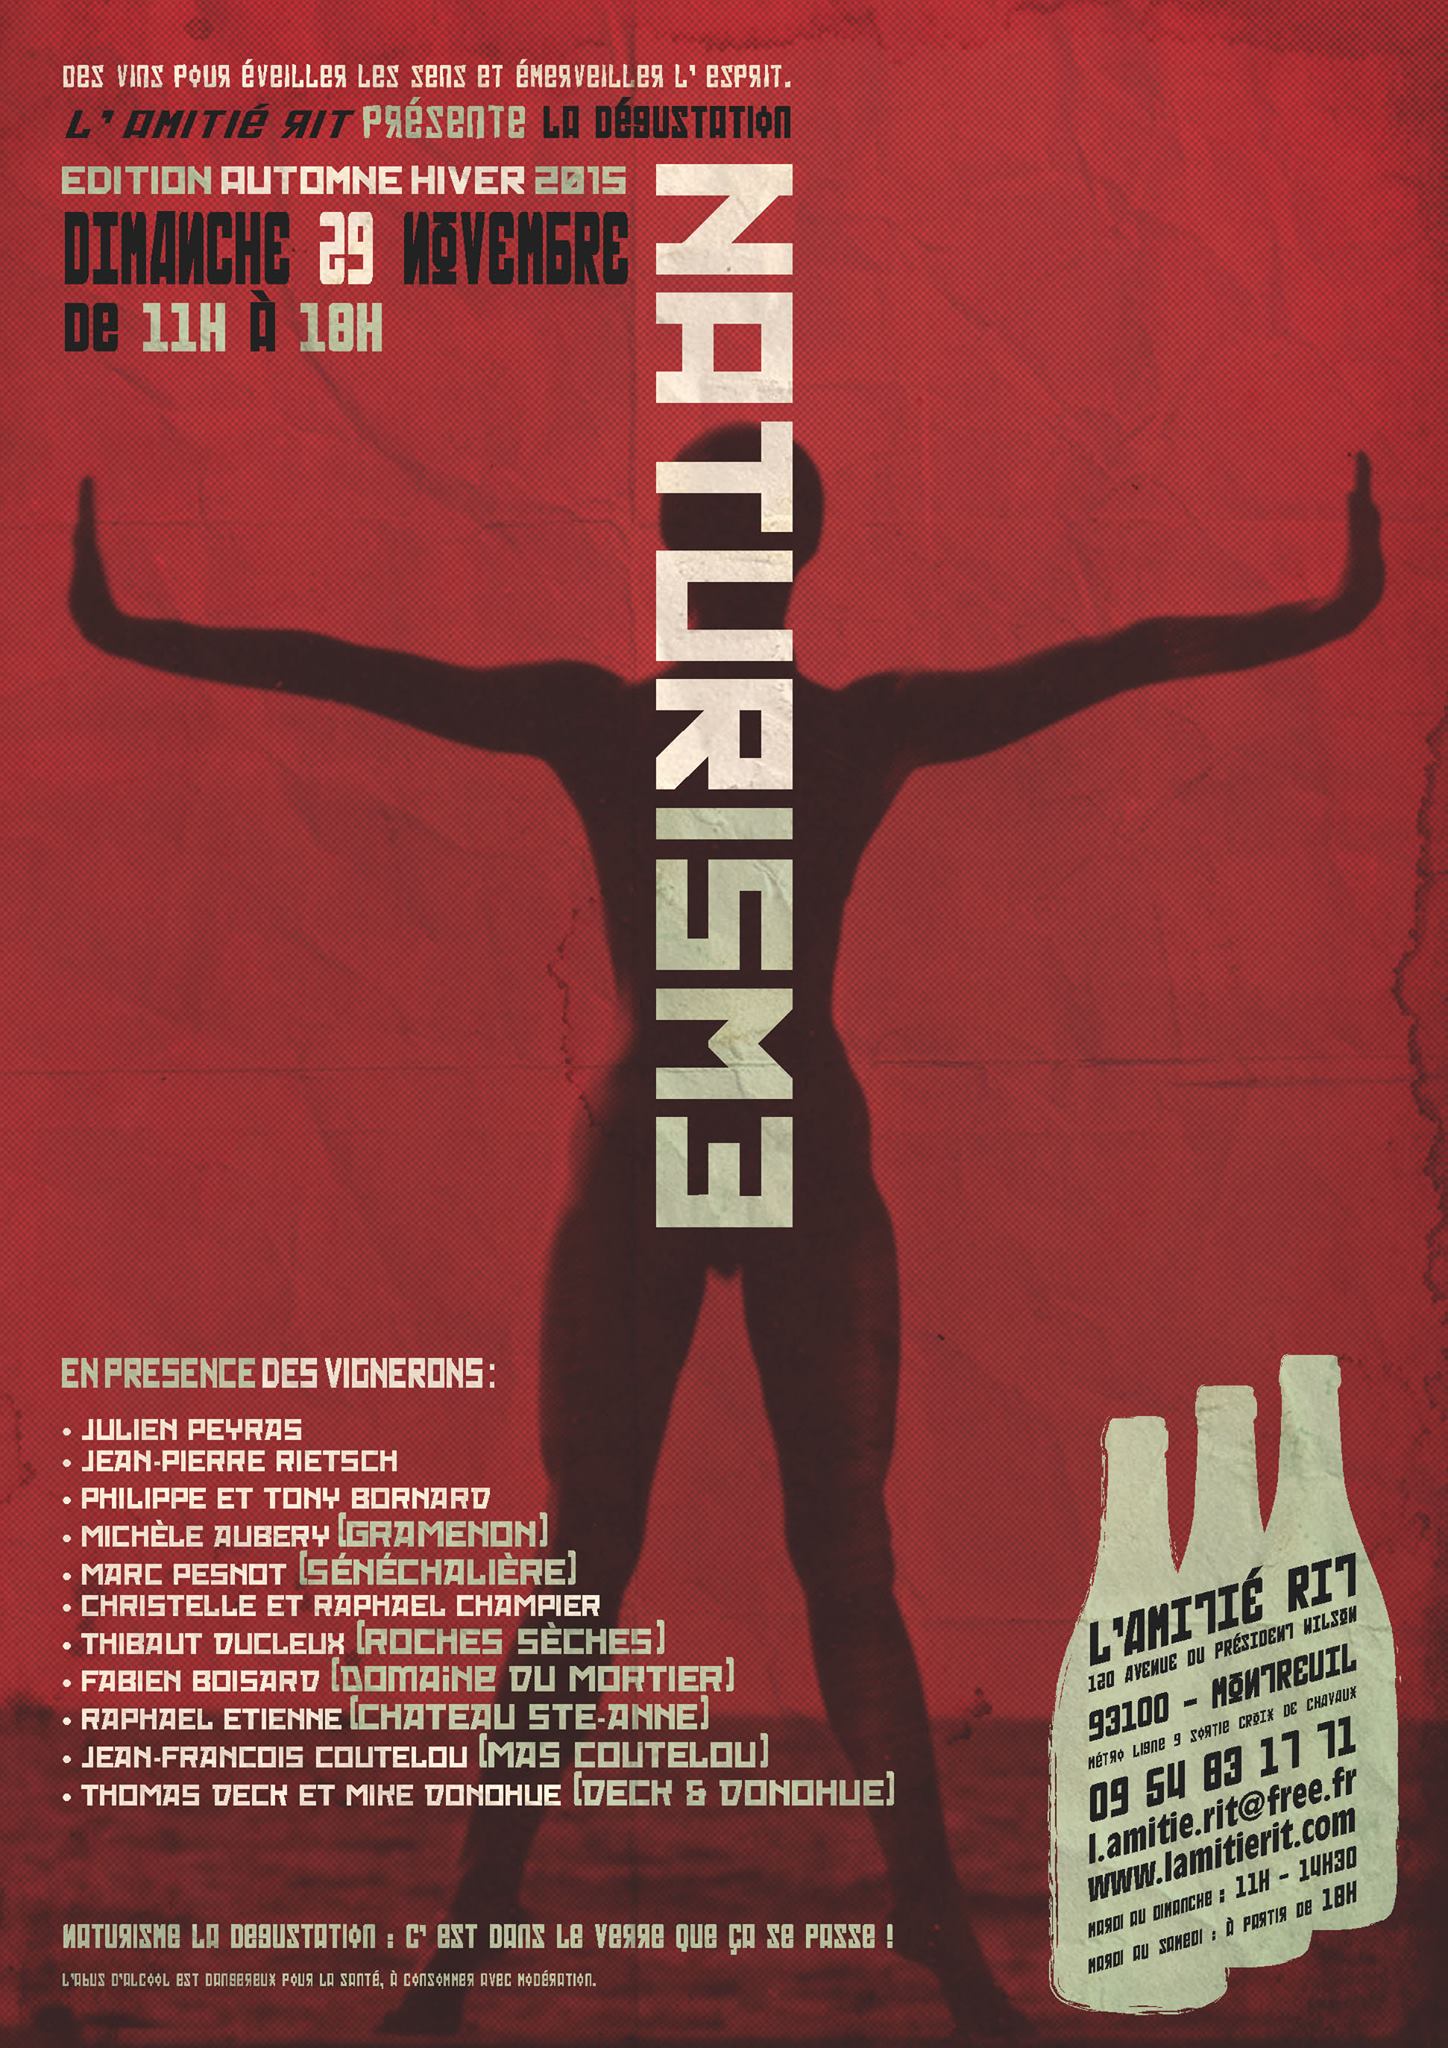 DES VINS POUR ÉVEILLER LES SENS ET ÉMERVEILLER L' ESPRIT.
L' AMITIÉ RIT PRÉSENTE LA DÉGUSTATION
EDITION AUTOMNE HIVER 2015
DIMANCHE 29 NOVEMBRE
DE 11H À 18H
NATURISME
EN PRESENCE DES VIGNERONS :
• JULIEN PEYRAS
• JEAN-PIERRE RIETSCH
• PHILIPPE ET TONY BORNARD
• MICHÈLE AUBERY (GRAMENON)
• MARC PESNOT (SÉNÉCHALIÈRE)
• CHRISTELLE ET RAPHAEL CHAMPIER
• THIBAUT DUCLEUX (ROCHES SÈCHES)
• FABIEN BOISARD (DOMAINE DU MORTIER)
• RAPHAEL ETIENNE (CHATEAU STE-ANNE)
• JEAN-FRANCOIS COUTELOU (MAS COUTELOU)
• THOMAS DECK ET MIKE DONOHUE (DECK & DONOHUE)
NATURISME LA DEGUSTATION : C' EST DANS LE VERRE QUE ÇA SE PASSE !
L'ABUS D'ALCOOL EST DANGEREUX POUR LA SANTÉ, À CONSOMMER AVEC MODÉRATION.
L'AMITIÉ RIT
120 AVENUE DU PRÉSIDENT WILSON
93100 - MONTREUIL
MÉTRO LIGNE 9 SORTIE CROIX DE CHAVAUX
09 54 83 17 71
l.amitie.rit@free.fr
www.lamitierit.com
MARDI AU DIMANCHE : 11H - 14H30
MARDI AU SAMEDI : À PARTIR DE 18H